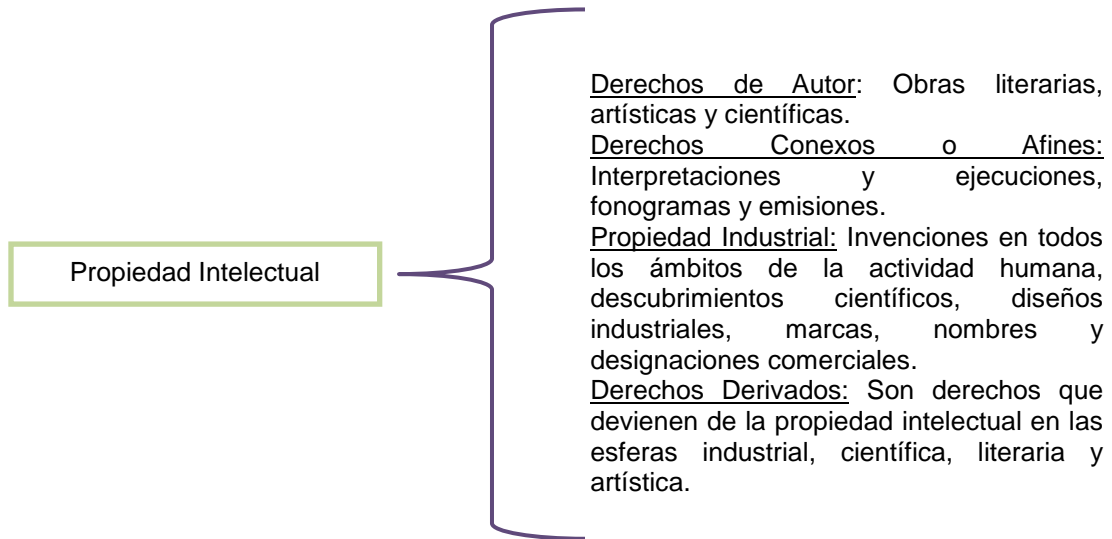 Propiedad Intelectual
Derechos de Autor: Obras literarias,
artísticas y científicas.
Derechos Conexos o Afines:
Interpretaciones y ejecuciones,
fonogramas y emisiones.
Propiedad Industrial: Invenciones en todos
los ámbitos de la actividad humana,
descubrimientos científicos, diseños
industriales, marcas, nombres y
designaciones comerciales.
Derechos Derivados: Son derechos que
devienen de la propiedad intelectual en las
esferas industrial, científica, literaria y
artística.